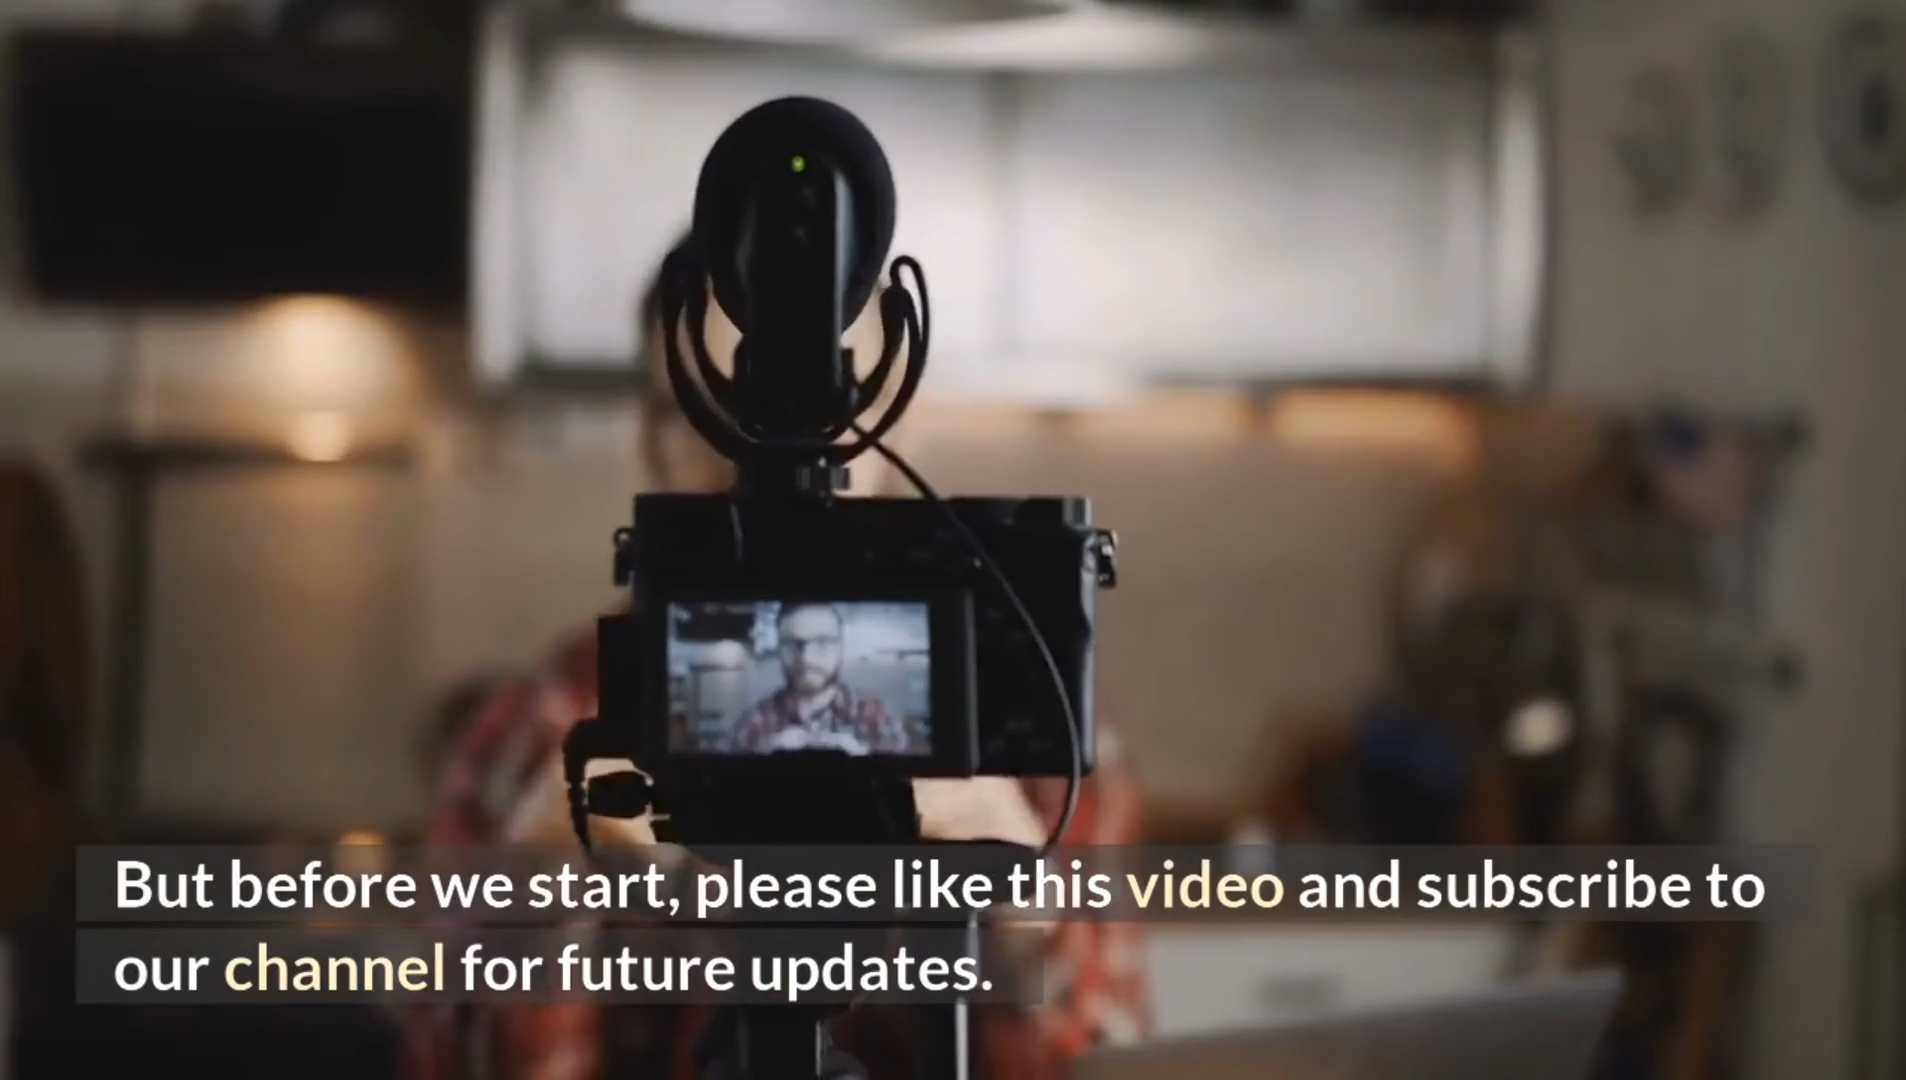 But before we start, please like this video and subscribe to
our channel for future updates.